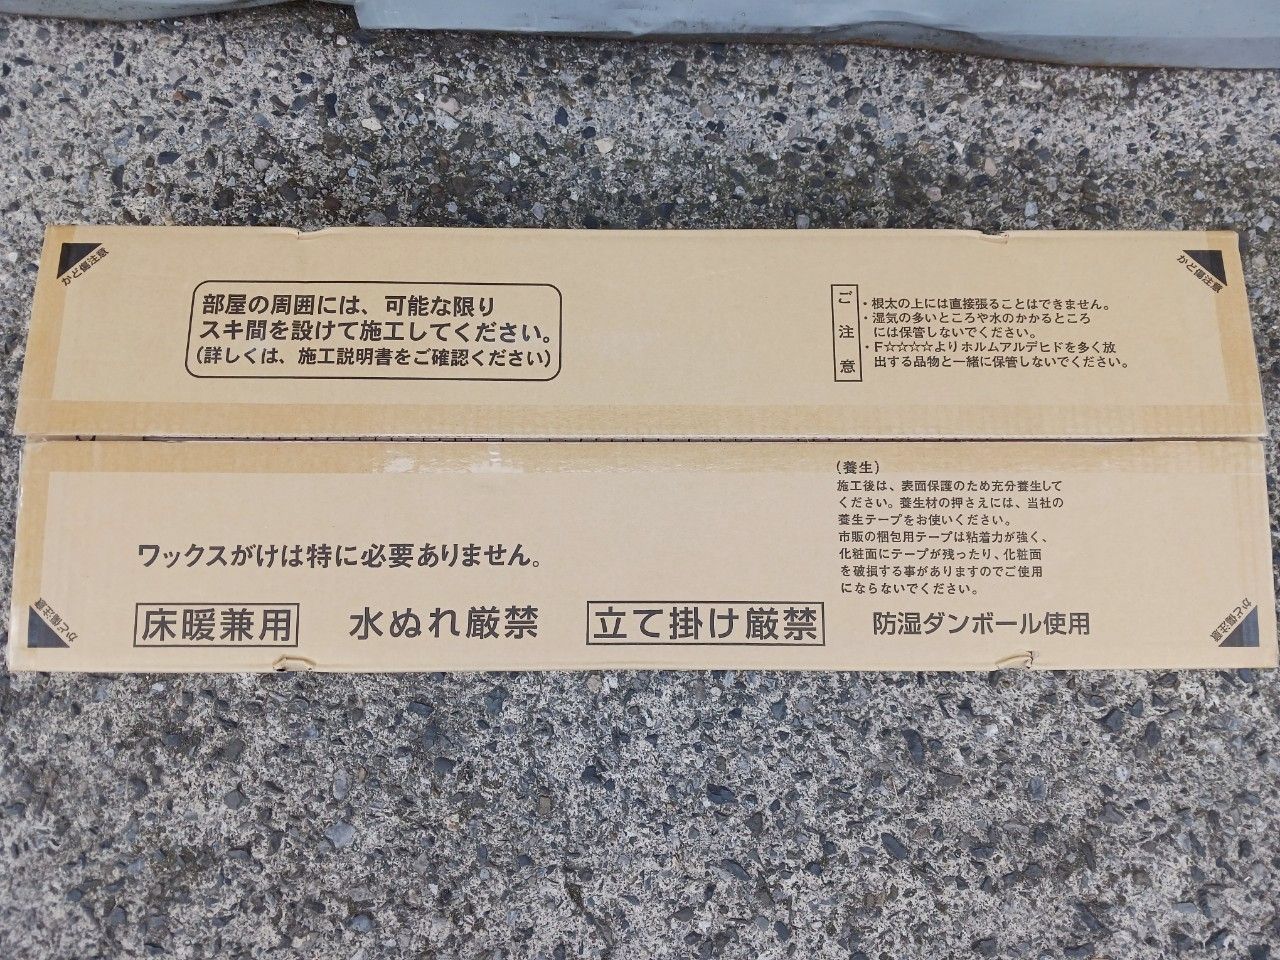 かど傷注意
かど傷注意
部屋の周囲には、可能な限り
スキ間を設けて施工してください。
(詳しくは、施工説明書をご確認ください)
ご注意
・根太の上には直接張ることはできません。
・湿気の多いところや水のかかるところ
には保管しないでください。
・F☆☆☆☆よりホルムアルデヒドを多く放
出する品物と一緒に保管しないでください。
(養生)
施工後は、表面保護のため充分養生して
ください。養生材の押さえには、当社の
養生テープをお使いください。
市販の梱包用テープは粘着力が強く、
化粧面にテープが残ったり、化粧面
を破損する事がありますのでご使用
にならないでください。
ワックスがけは特に必要ありません。
床暖兼用
水ぬれ厳禁
立て掛け厳禁
防湿ダンボール使用
かど傷注意
かど傷注意